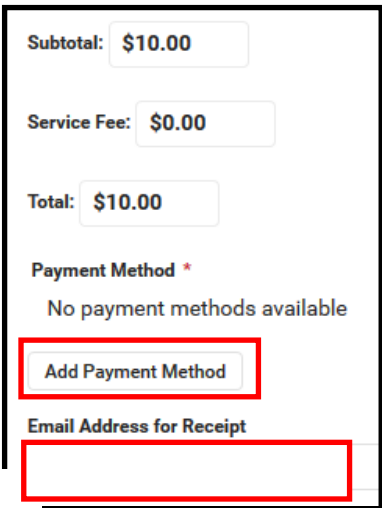 Subtotal: $10.00
Service Fee: $0.00
Total: $10.00
Payment Method *
No payment methods available
Add Payment Method
Email Address for Receipt